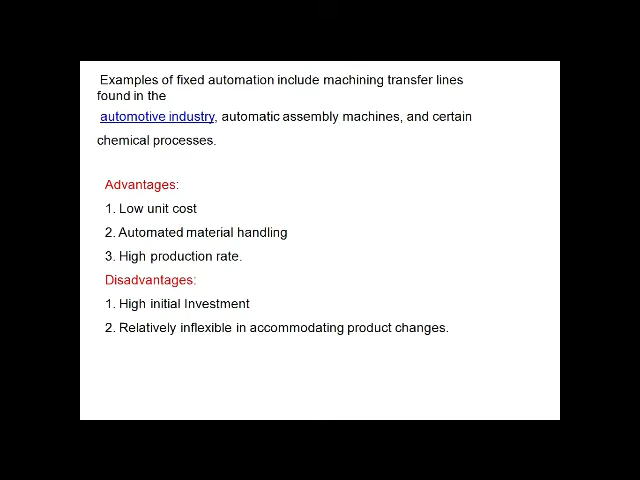 Examples of fixed automation include machining transfer lines
found in the
automotive industry, automatic assembly machines, and certain
chemical processes.
Advantages:
1. Low unit cost
2. Automated material handling
3. High production rate.
Disadvantages:
1. High initial Investment
2. Relatively inflexible in accommodating product changes.